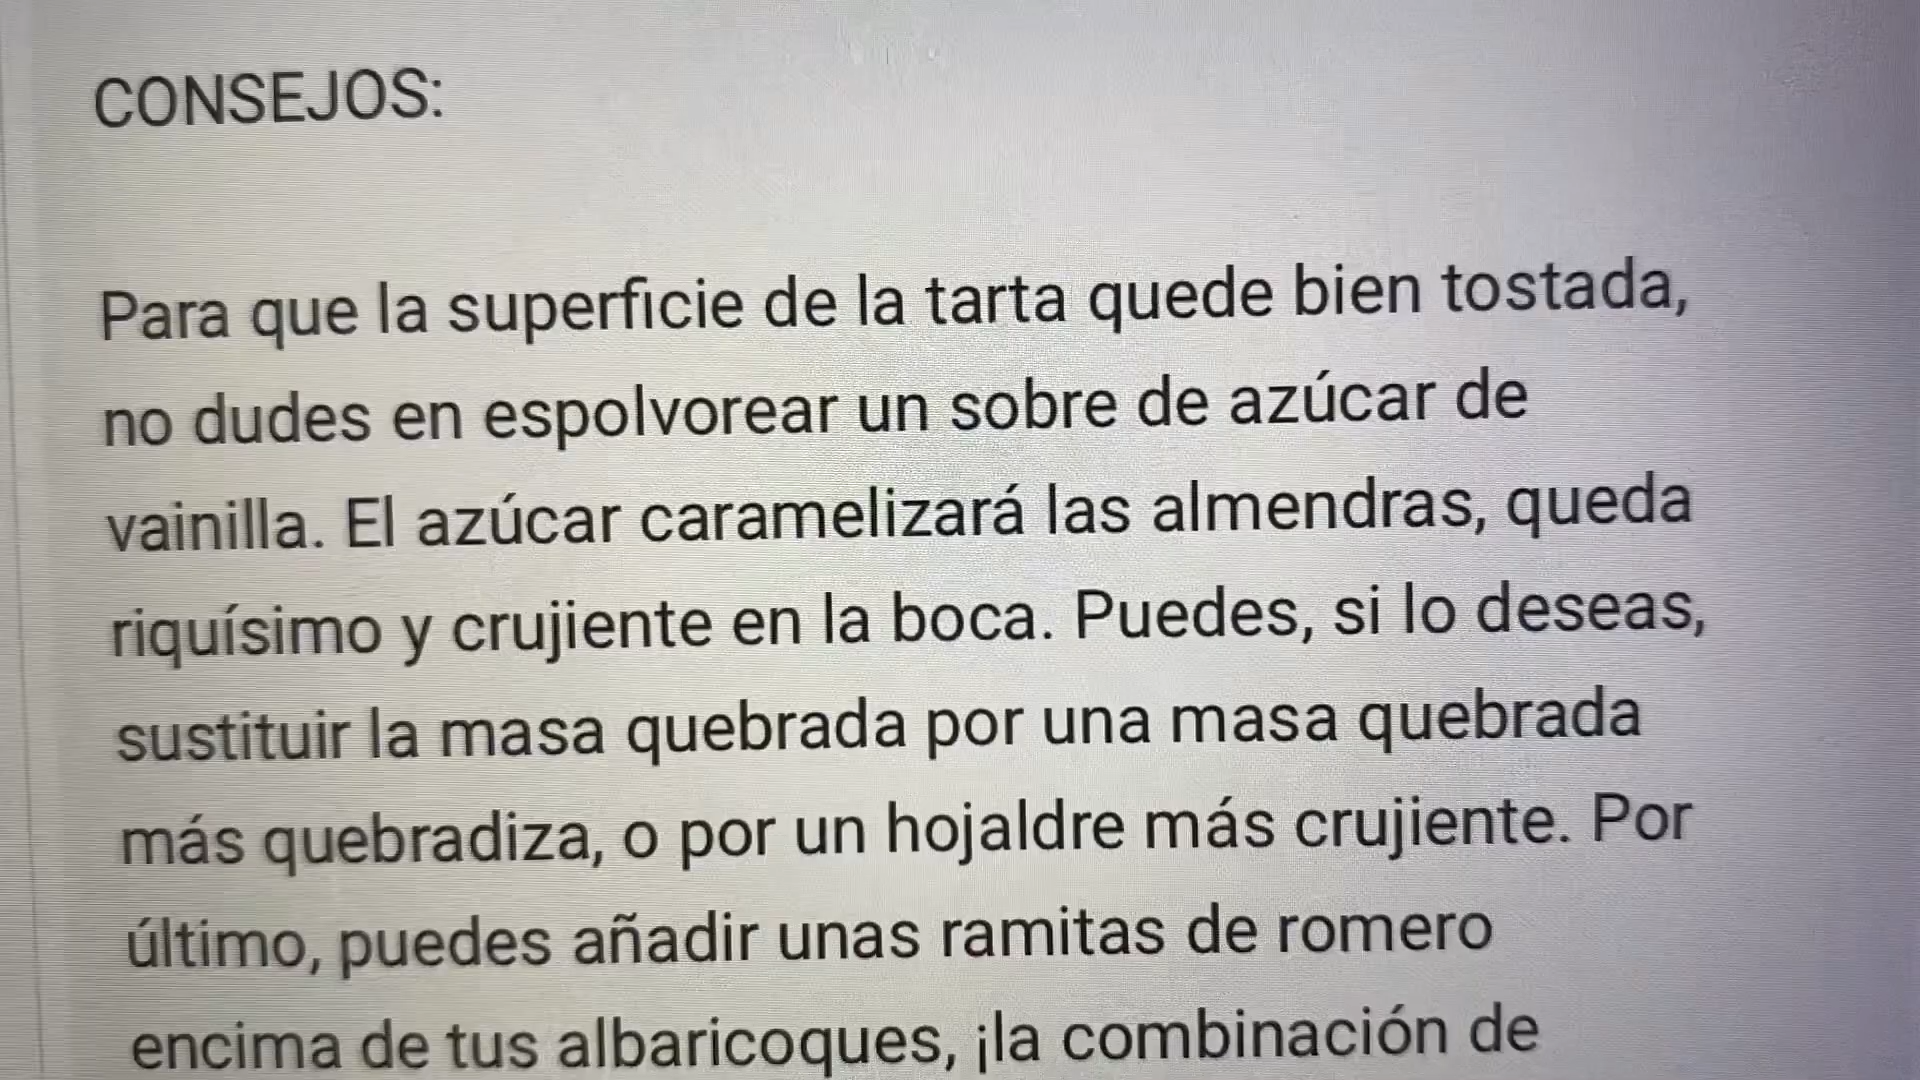 CONSEJOS:
Para que la superficie de la tarta quede bien tostada,
no dudes en espolvorear un sobre de azúcar de
vainilla. El azúcar caramelizará las almendras, queda
riquísimo y crujiente en la boca. Puedes, si lo deseas,
sustituir la masa quebrada por una masa quebrada
más quebradiza, o por un hojaldre más crujiente. Por
último, puedes añadir unas ramitas de romero
encima de tus albaricoques, ¡la combinación de